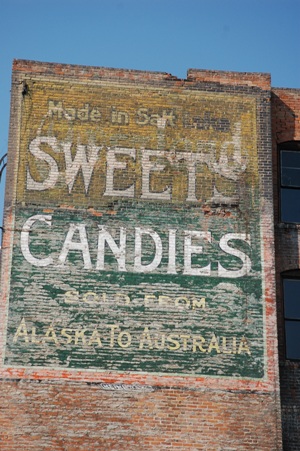 Made in Salt Lake
SWEET'S
CANDIES
SOLD FROM
ALASKA TO AUSTRALIA